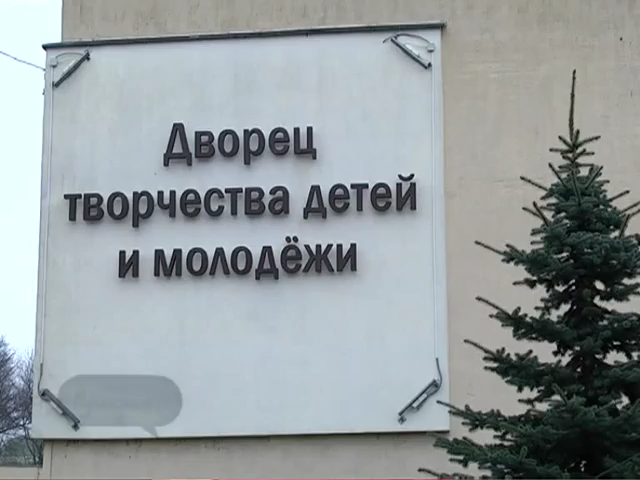 Дворец
творчества детей
и молодёжи